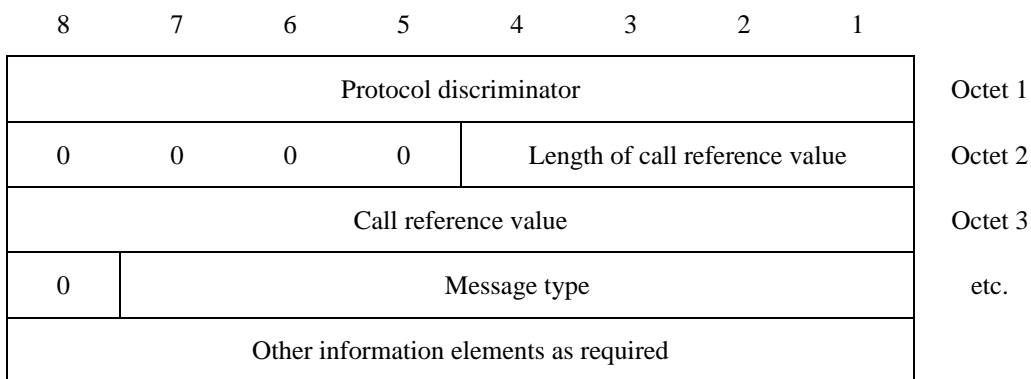 8 7 6 5 4 3 2 1
Protocol discriminator Octet 1
0 0 0 0 Length of call reference value Octet 2
Call reference value Octet 3
0 Message type etc.
Other information elements as required